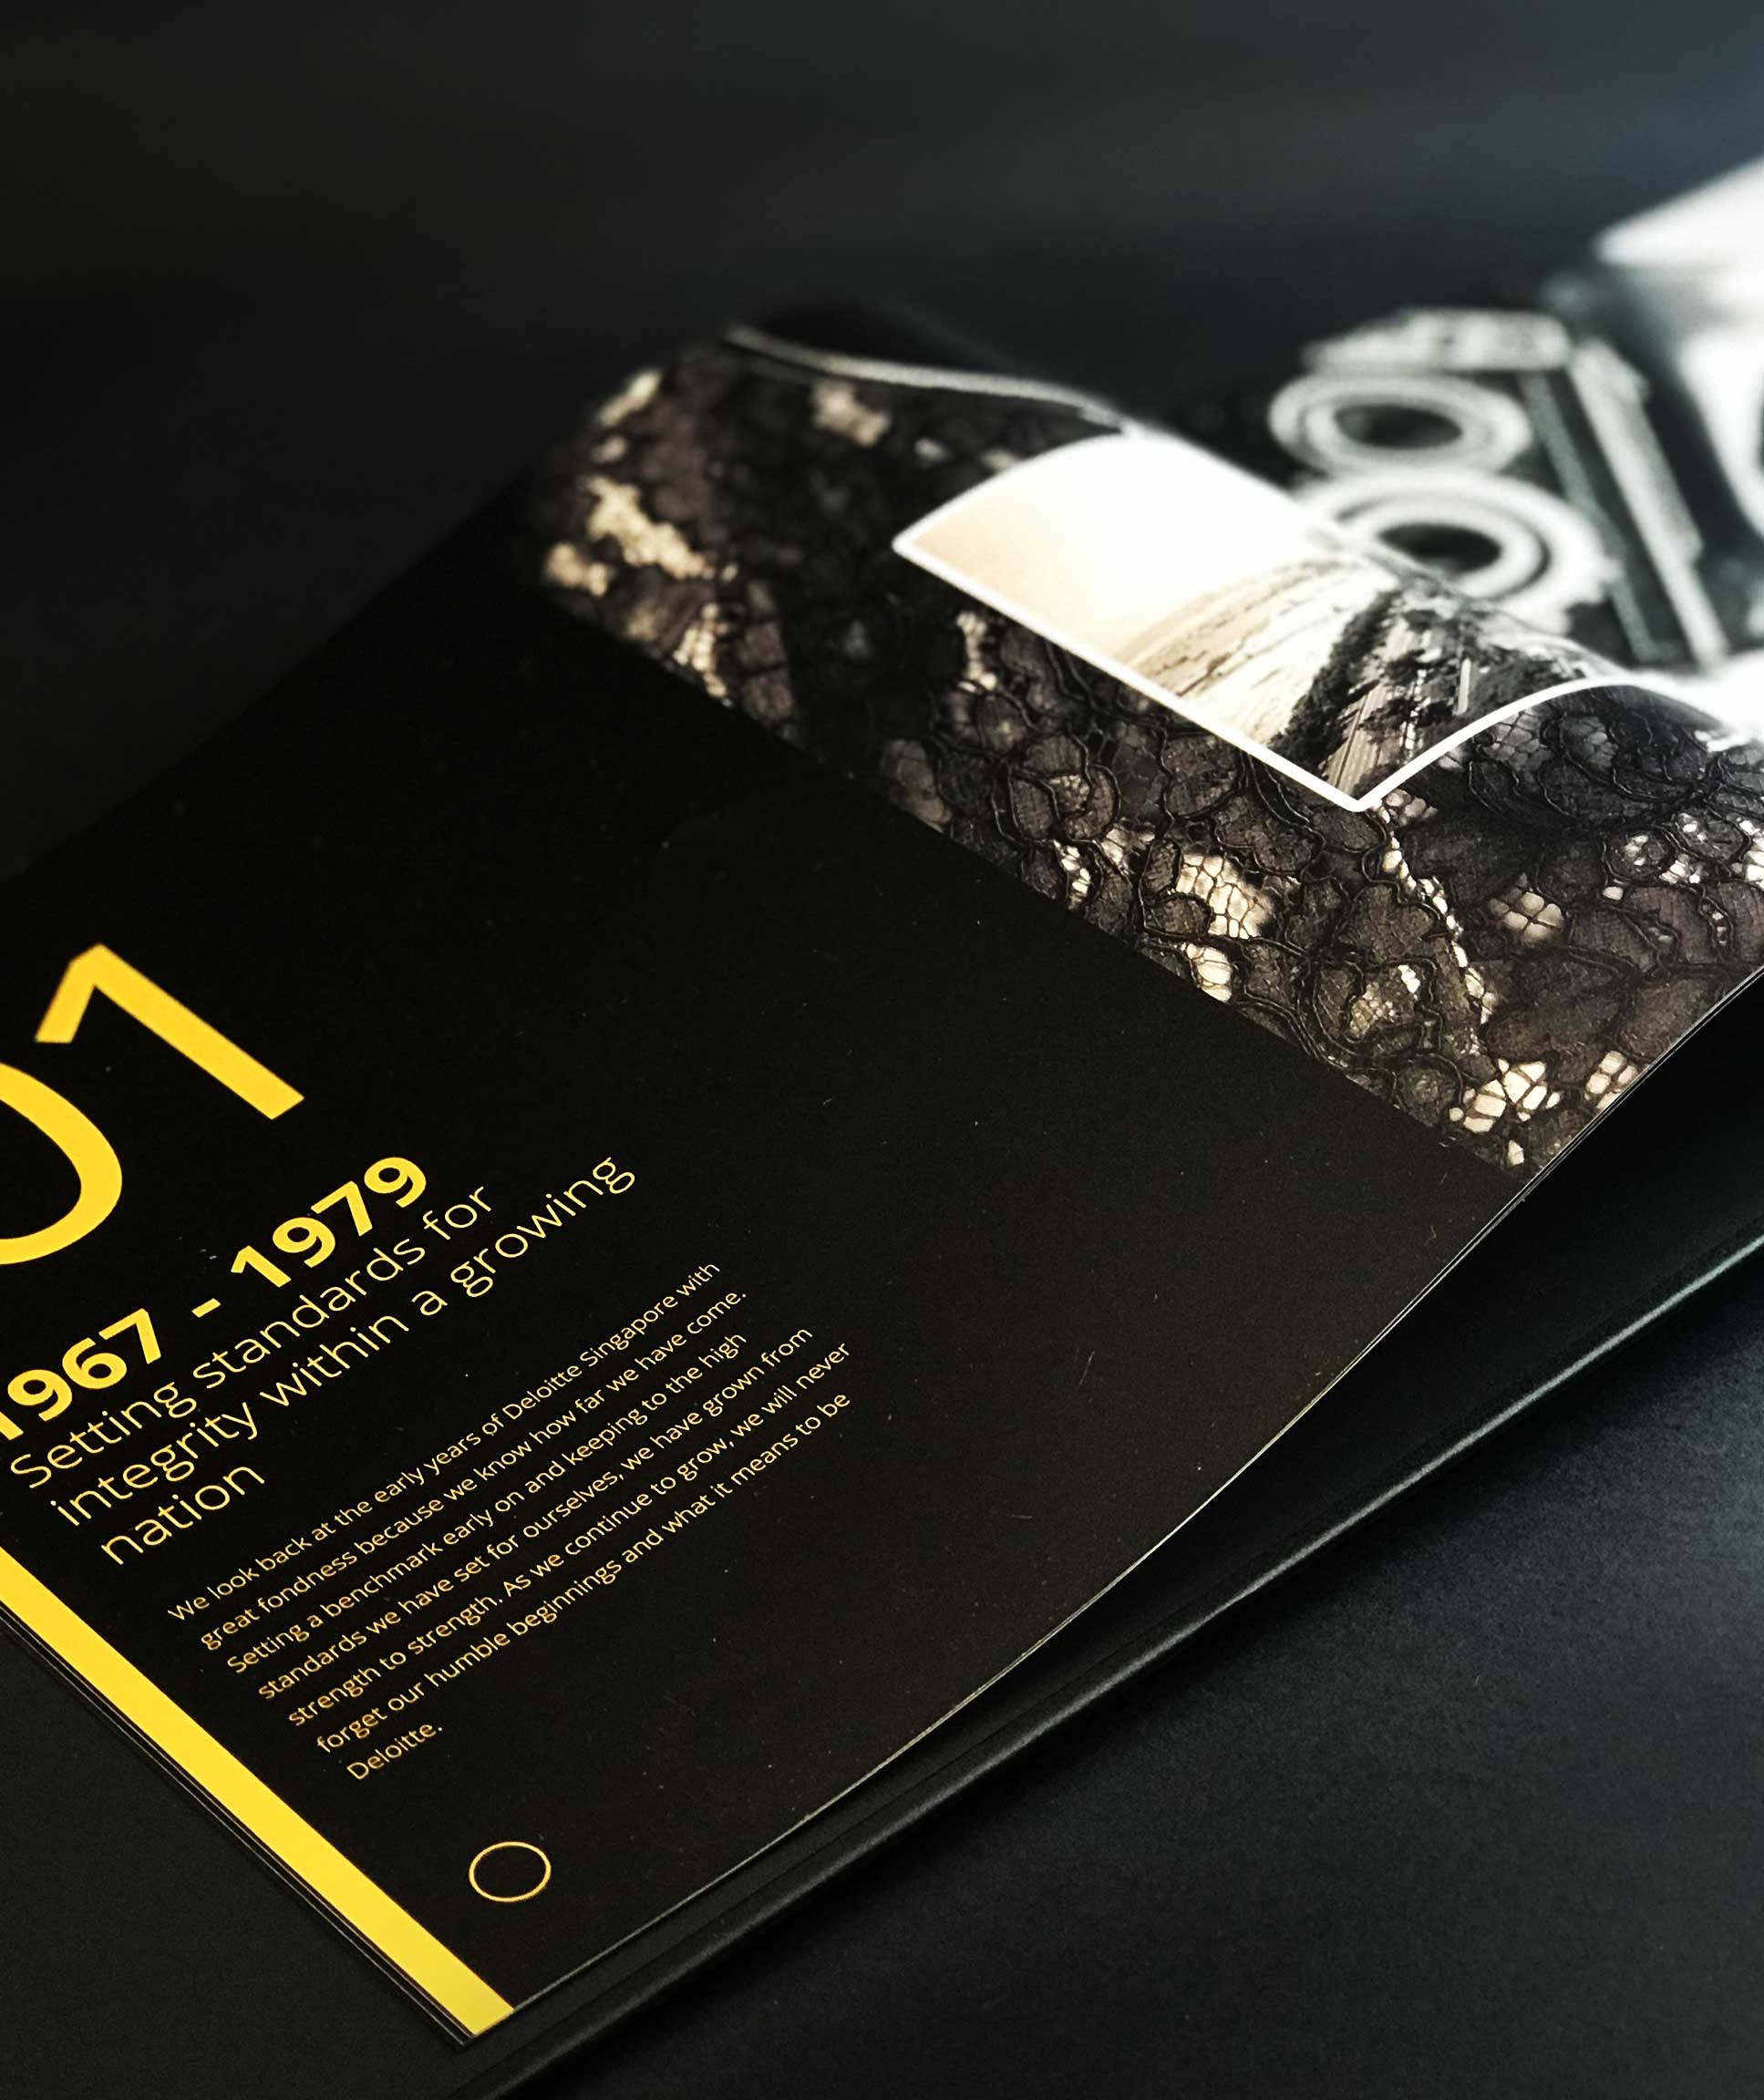 01
1967 - 1979
Setting standards for
integrity within a growing
nation
We look back at the early years of Deloitte Singapore with
great fondness because we know how far we have come.
Setting a benchmark early on and keeping to the high
standards we have set for ourselves, we have grown from
strength to strength. As we continue to grow, we will never
forget our humble beginnings and what it means to be
Deloitte.